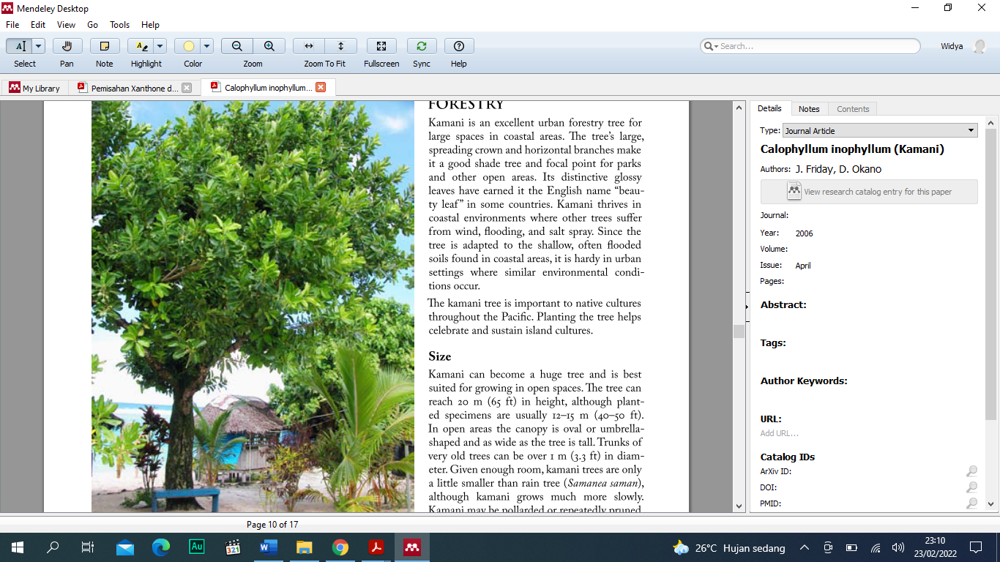 Mendeley Desktop
File Edit View Go Tools Help
Select Pan Note Highlight Color Zoom Zoom To Fit Fullscreen Sync Help
Search...
Widya
My Library
Pemisahan Xanthone d...
Calophyllum inophyllum...
FORESTRY
Kamani is an excellent urban forestry tree for
large spaces in coastal areas. The tree's large,
spreading crown and horizontal branches make
it a good shade tree and focal point for parks
and other open areas. Its distinctive glossy
leaves have earned it the English name “beau-
ty leaf” in some countries. Kamani thrives in
coastal environments where other trees suffer
from wind, flooding, and salt spray. Since the
tree is adapted to the shallow, often flooded
soils found in coastal areas, it is hardy in urban
settings where similar environmental condi-
tions occur.
The kamani tree is important to native cultures
throughout the Pacific. Planting the tree helps
celebrate and sustain island cultures.
Size
Kamani can become a huge tree and is best
suited for growing in open spaces. The tree can
reach 20 m (65 ft) in height, although plant-
ed specimens are usually 12–15 m (40–50 ft).
In open areas the canopy is oval or umbrella-
shaped and as wide as the tree is tall. Trunks of
very old trees can be over 1 m (3.3 ft) in diam-
eter. Given enough room, kamani trees are only
a little smaller than rain tree (Samanea saman),
although kamani grows much more slowly.
Kamani may be pollarded or repeatedly pruned
Details Notes Contents
Type: Journal Article
Calophyllum inophyllum (Kamani)
Authors: J. Friday, D. Okano
View research catalog entry for this paper
Journal:
Year: 2006
Volume:
Issue: April
Pages:
Abstract:
Tags:
Author Keywords:
URL:
Add URL...
Catalog IDs
ArXiv ID:
DOI:
PMID:
Page 10 of 17
Au
321
26°C Hujan sedang
23:10
23/02/2022